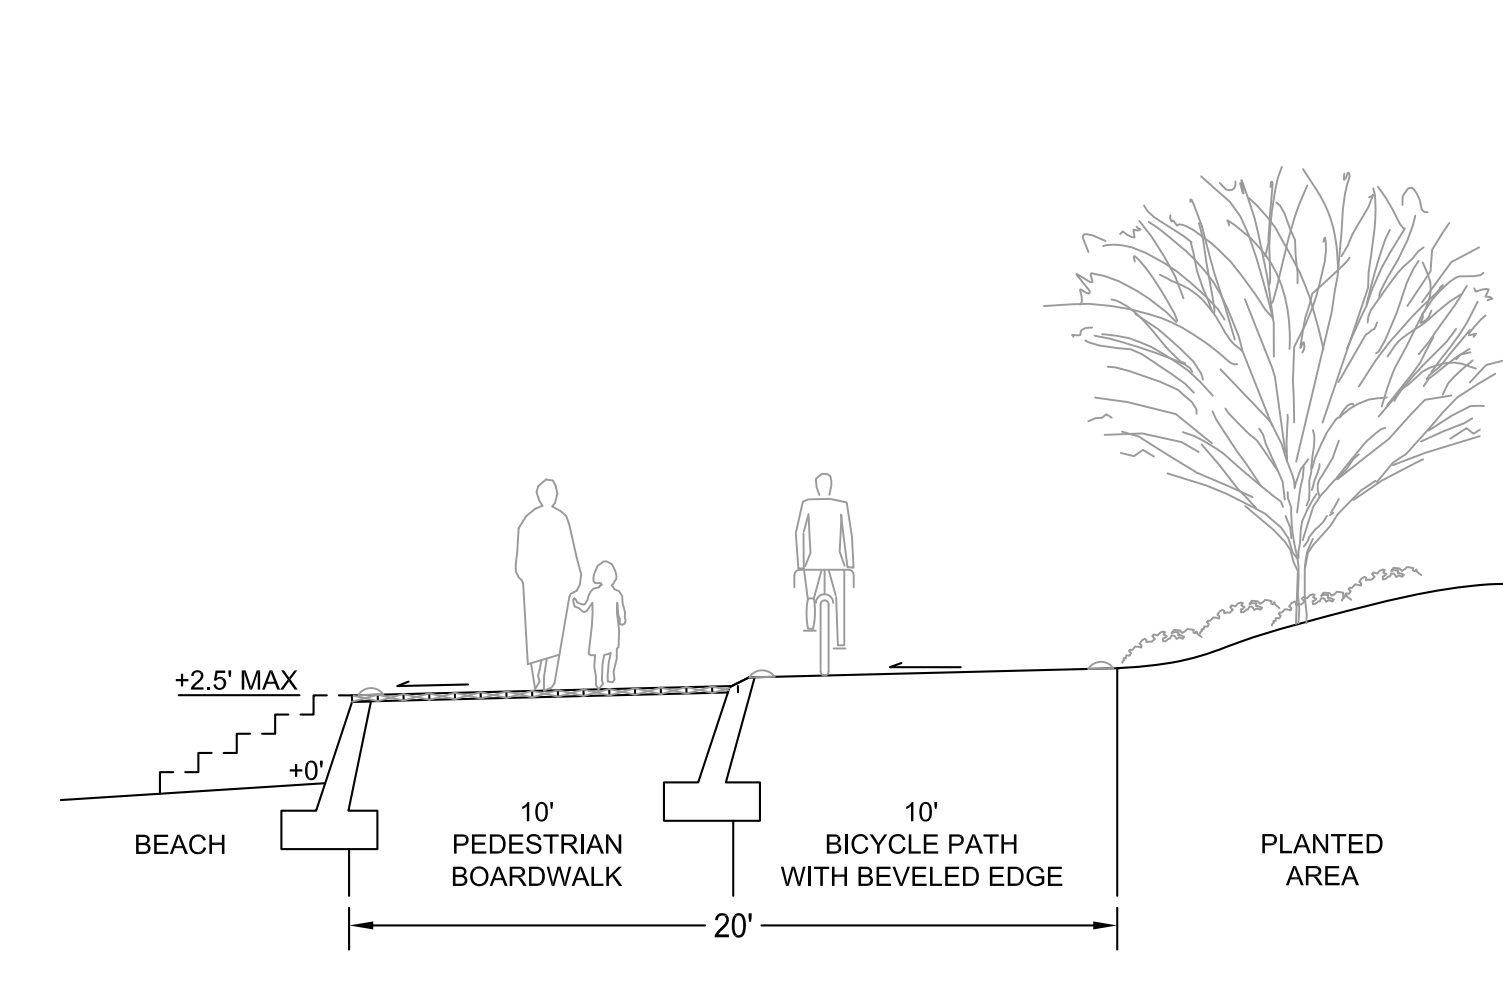 +2.5' MAX
+0'
BEACH
10'
PEDESTRIAN
BOARDWALK
10'
BICYCLE PATH
WITH BEVELED EDGE
PLANTED
AREA
20'